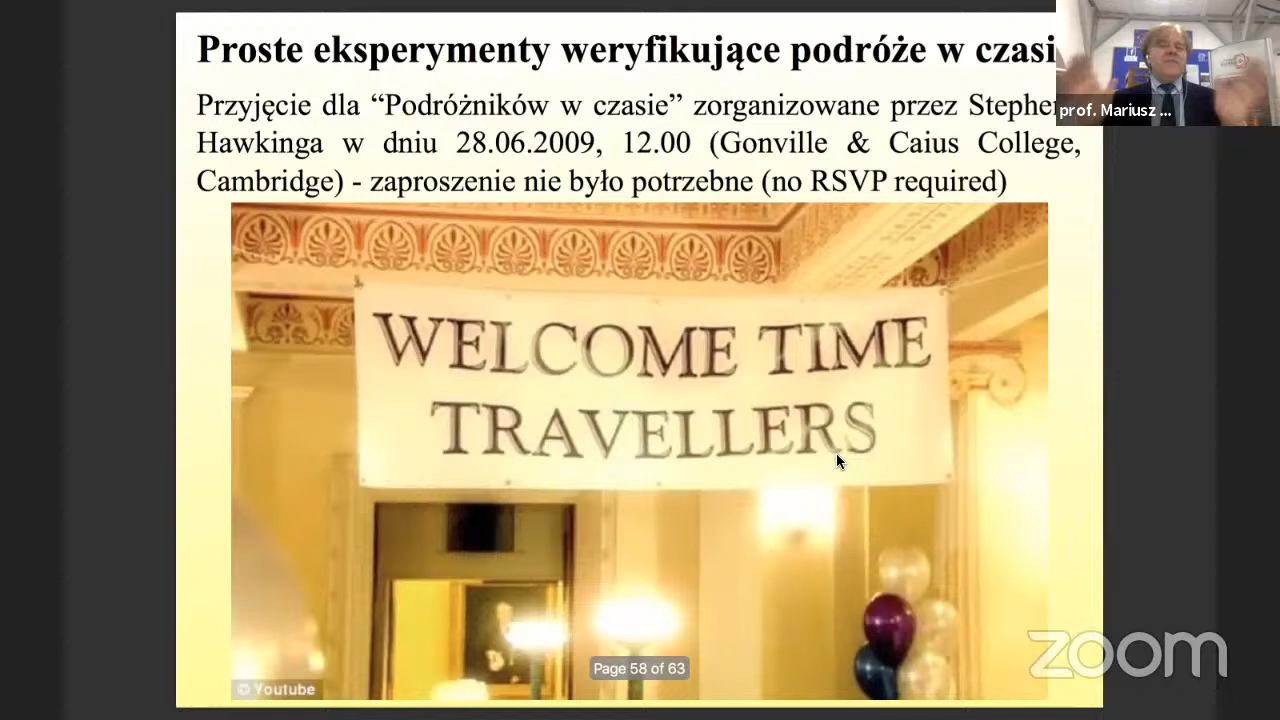 Proste eksperymenty weryfikujące podróże w czasi
Przyjęcie dla “Podróżników w czasie” zorganizowane przez Stephe
Hawkinga w dniu 28.06.2009, 12.00 (Gonville & Caius College,
Cambridge) - zaproszenie nie było potrzebne (no RSVP required)
prof. Mariusz ...
WELCOME TIME
TRAVELLERS
Page 58 of 63
© Youtube
zoom